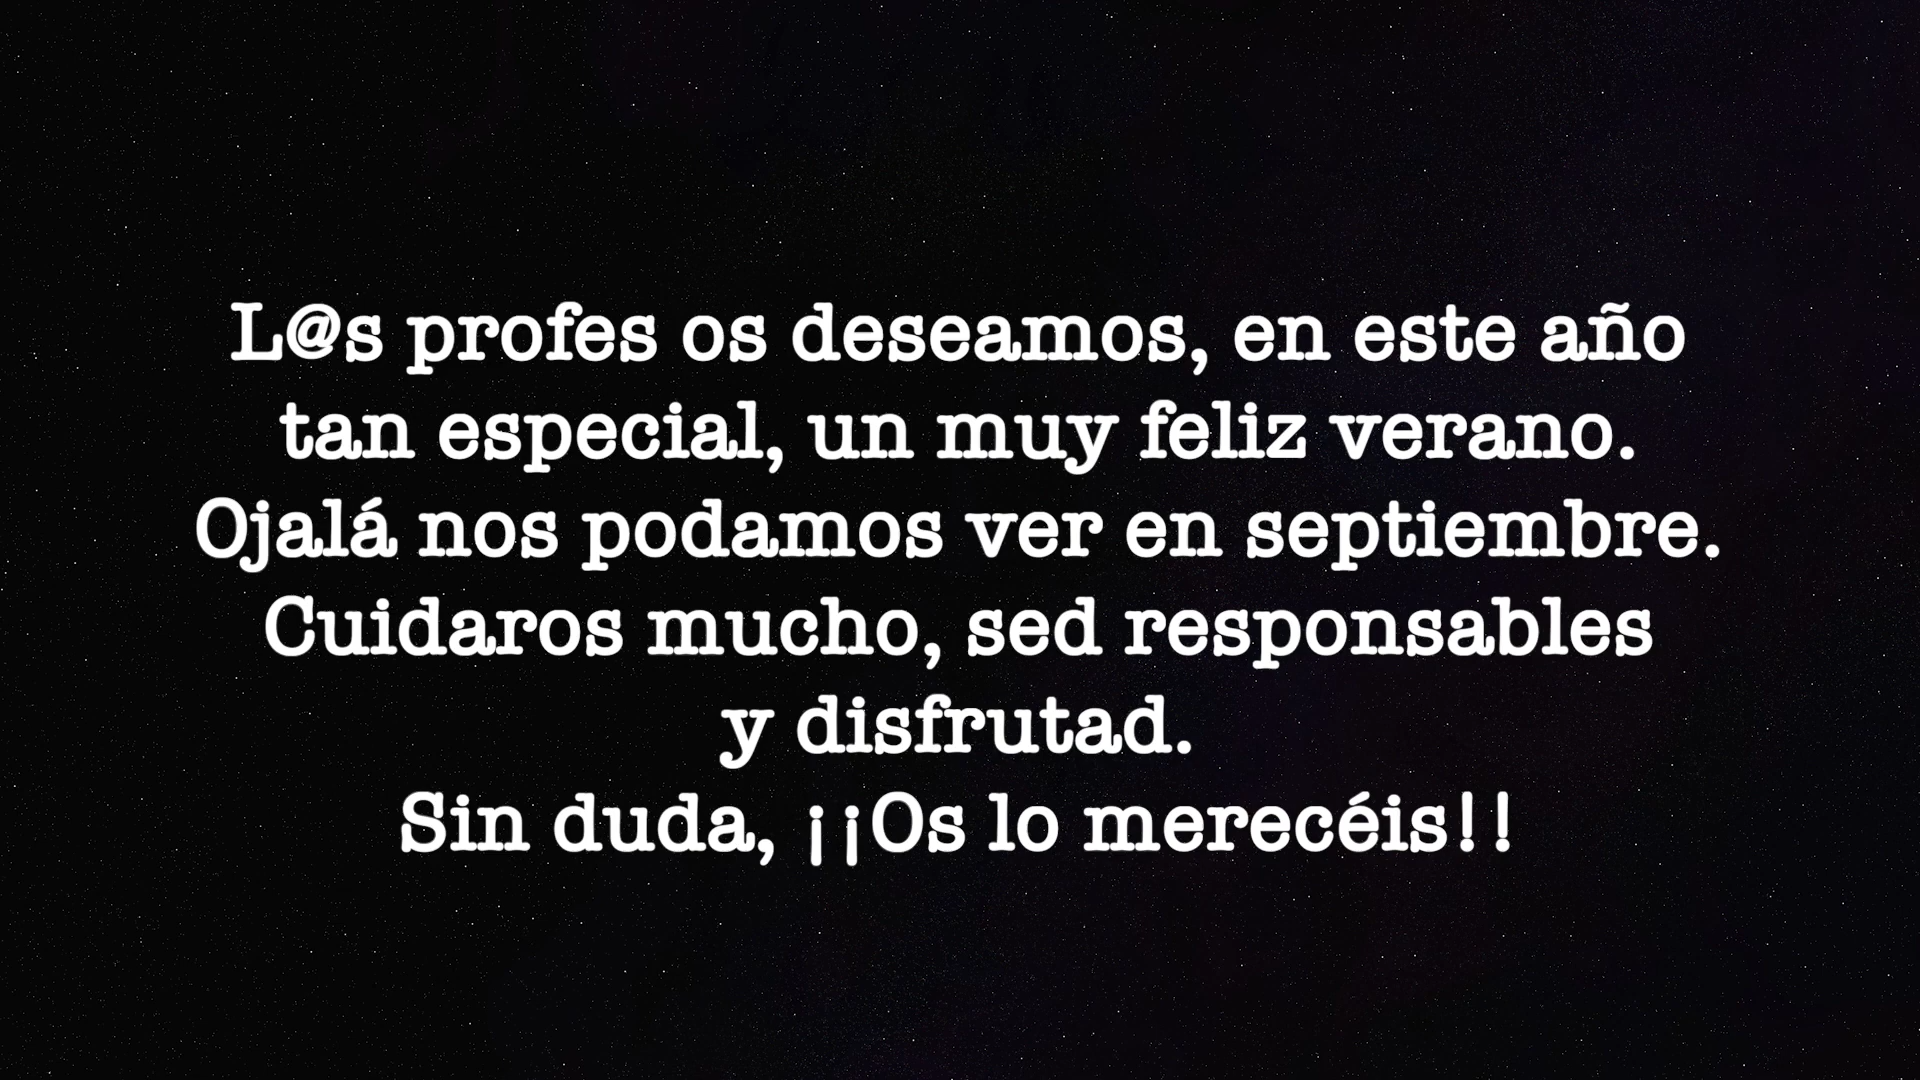 L@s profes os deseamos, en este año
tan especial, un muy feliz verano.
Ojalá nos podamos ver en septiembre.
Cuidaros mucho, sed responsables
y disfrutad.
Sin duda, ¡¡Os lo merecéis!!